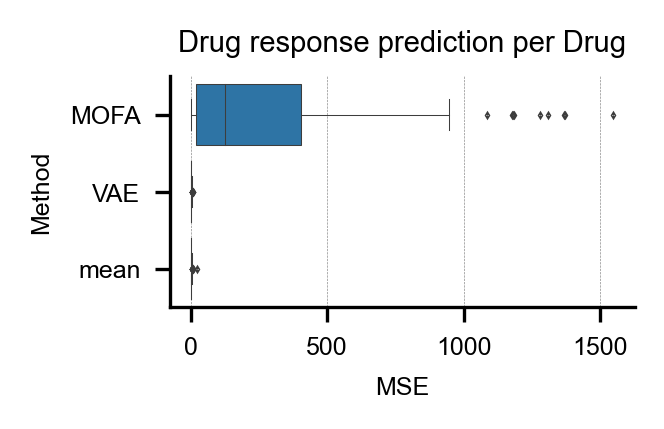 Drug response prediction per Drug
MOFA
VAE
mean
Method
0 500 1000 1500
MSE